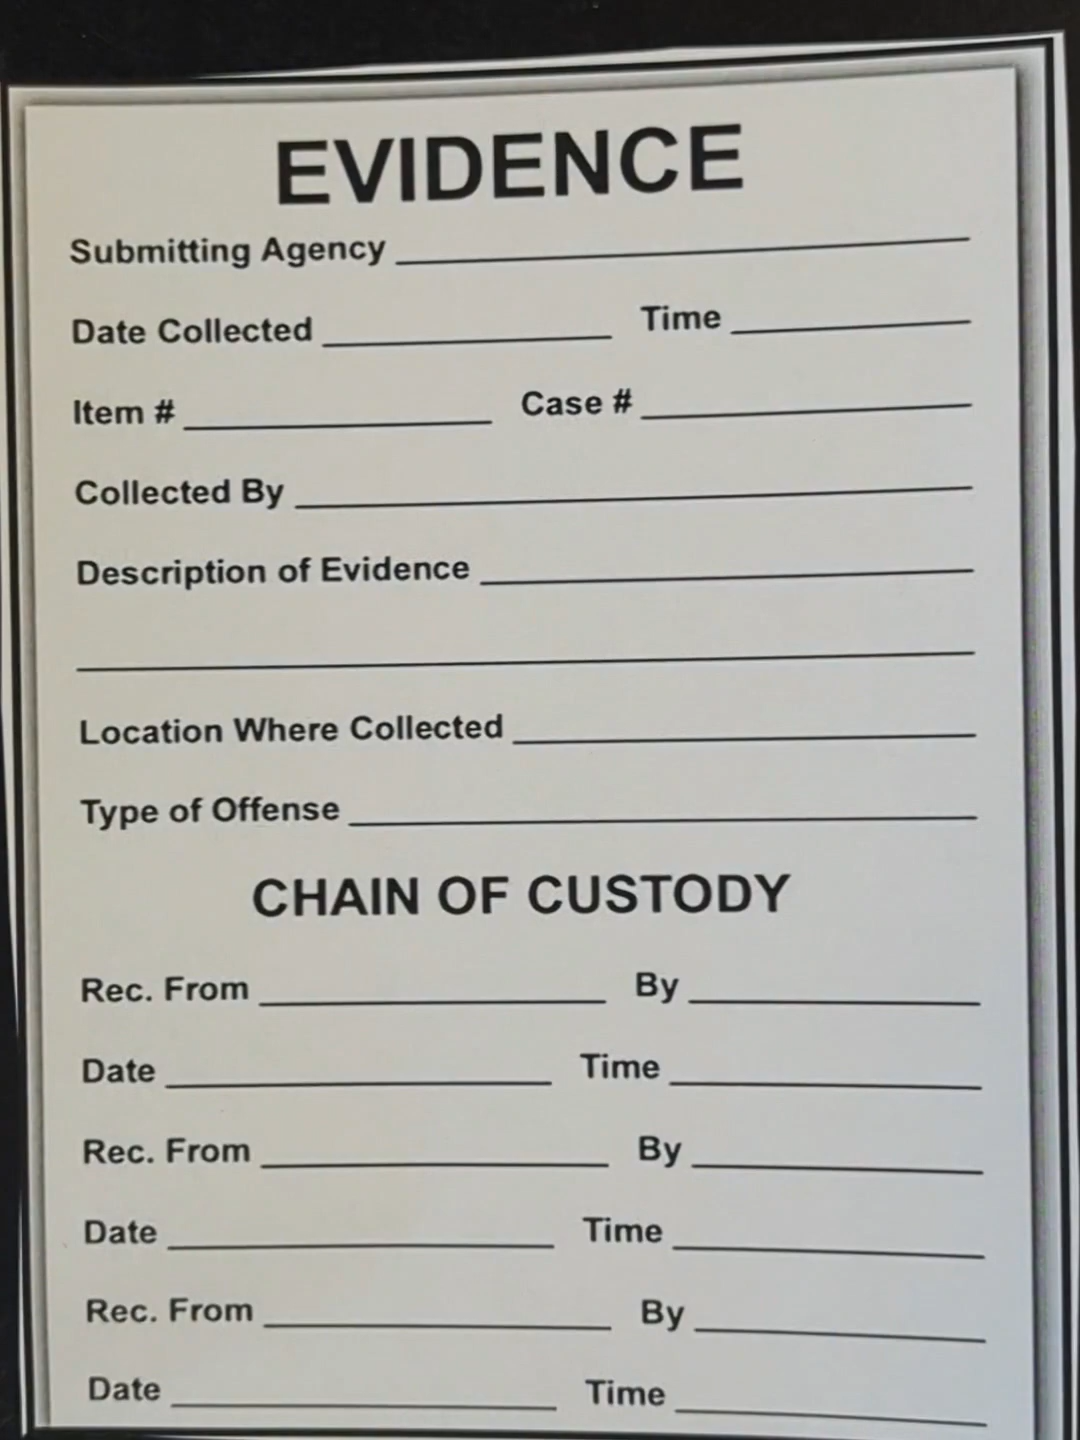 EVIDENCE
Submitting Agency
Date Collected Time
Item # Case #
Collected By
Description of Evidence
Location Where Collected
Type of Offense
CHAIN OF CUSTODY
Rec. From By
Date Time
Rec. From By
Date Time
Rec. From By
Date Time